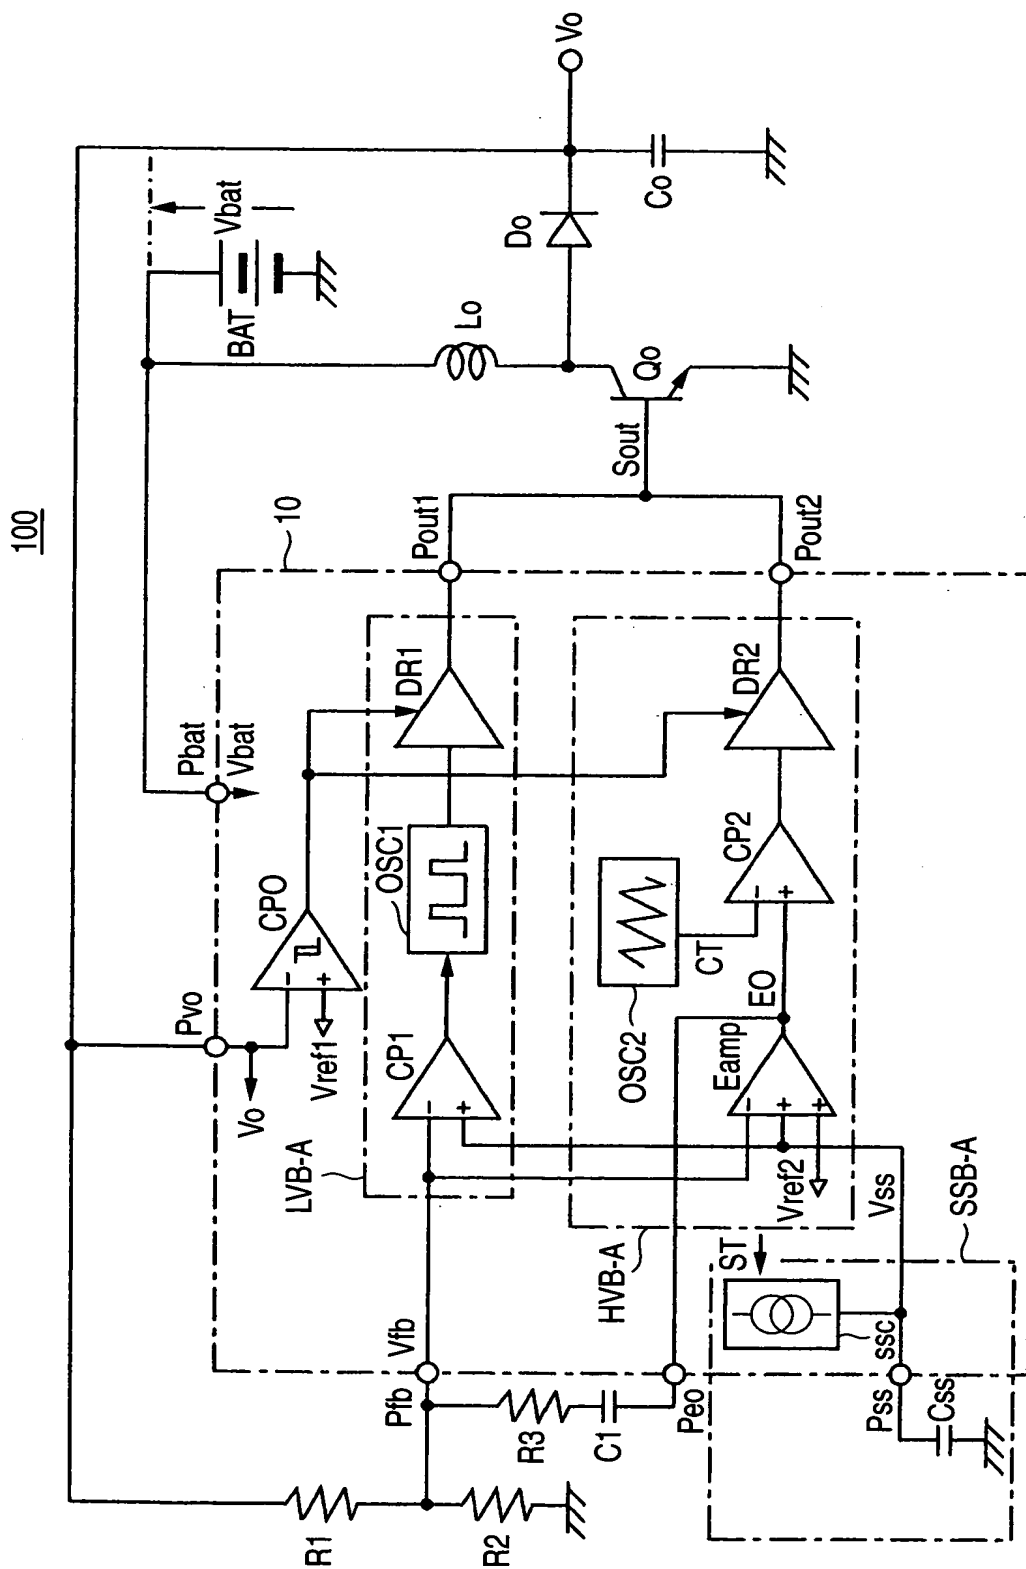 100
Vo
Co
Do
Vbat
BAT
Lo
Qo
Sout
10
Pout1
Pout2
Pbat
Vbat
DR1
DR2
OSC1
CPO
CP2
CT
EO
OSC2
Pvo
Vo
Vref1
CP1
Eamp
LVB-A
Vref2
Vss
SSB-A
HVB-A
ST
ssc
Vfb
Pfb
Peo
Pss
Css
R3
C1
R1
R2